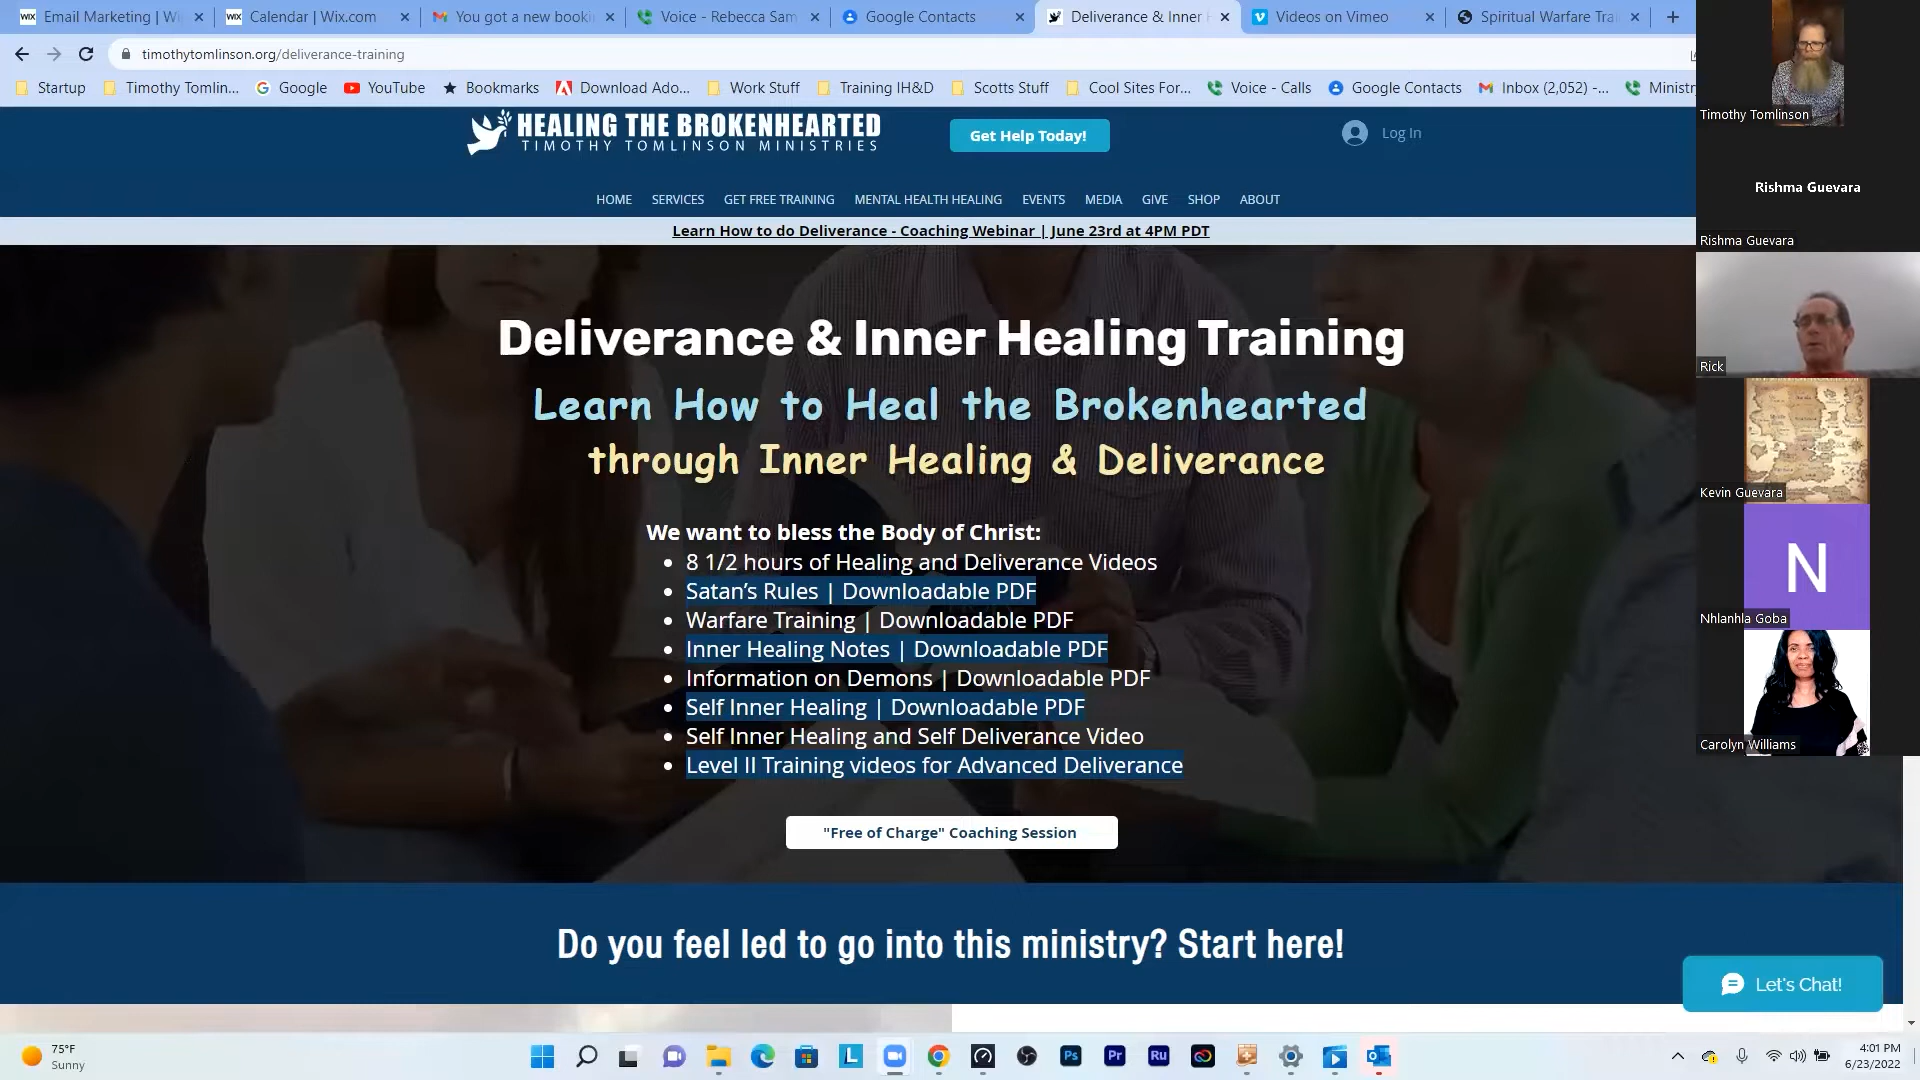 Email Marketing | Wi
Calendar | Wix.com
You got a new booki
Voice - Rebecca Sam
Google Contacts
Deliverance & Inner H
Videos on Vimeo
Spiritual Warfare Trai
timothytomlinson.org/deliverance-training
Startup
Timothy Tomlin...
Google
YouTube
Bookmarks
Download Ado...
Work Stuff
Training IH&D
Scotts Stuff
Cool Sites For...
Voice - Calls
Google Contacts
Inbox (2,052) -...
Ministr
HEALING THE BROKENHEARTED
TIMOTHY TOMLINSON MINISTRIES
Get Help Today!
Log In
HOME SERVICES GET FREE TRAINING MENTAL HEALTH HEALING EVENTS MEDIA GIVE SHOP ABOUT
Learn How to do Deliverance - Coaching Webinar | June 23rd at 4PM PDT
Deliverance & Inner Healing Training
Learn How to Heal the Brokenhearted
through Inner Healing & Deliverance
We want to bless the Body of Christ:
• 8 1/2 hours of Healing and Deliverance Videos
• Satan’s Rules | Downloadable PDF
• Warfare Training | Downloadable PDF
• Inner Healing Notes | Downloadable PDF
• Information on Demons | Downloadable PDF
• Self Inner Healing | Downloadable PDF
• Self Inner Healing and Self Deliverance Video
• Level II Training videos for Advanced Deliverance
"Free of Charge" Coaching Session
Do you feel led to go into this ministry? Start here!
Let's Chat!
Timothy Tomlinson
Rishma Guevara
Rishma Guevara
Rick
Kevin Guevara
N
Nhlanhla Goba
Carolyn Williams
75°F
Sunny
L
Ps
Pr
Ru
4:01 PM
6/23/2022